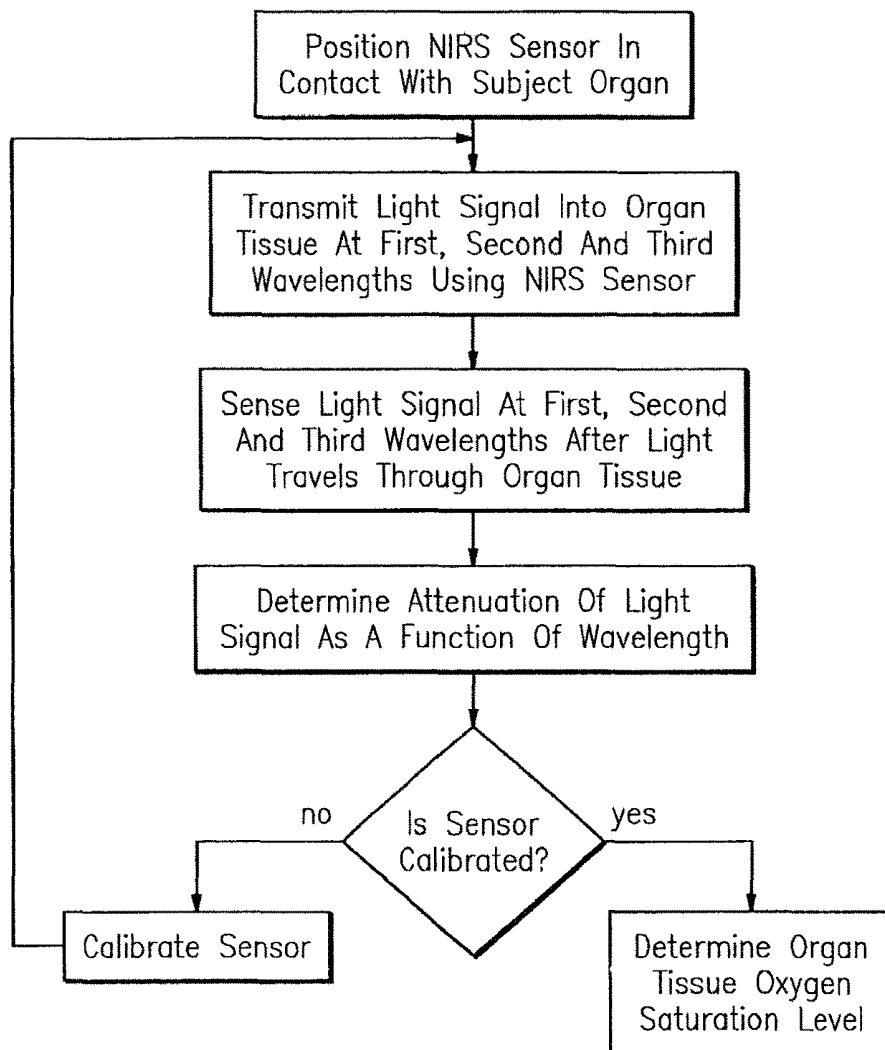 Position NIRS Sensor In
Contact With Subject Organ
Transmit Light Signal Into Organ
Tissue At First, Second And Third
Wavelengths Using NIRS Sensor
Sense Light Signal At First, Second
And Third Wavelengths After Light
Travels Through Organ Tissue
Determine Attenuation Of Light
Signal As A Function Of Wavelength
no
Is Sensor
Calibrated?
yes
Calibrate Sensor
Determine Organ
Tissue Oxygen
Saturation Level